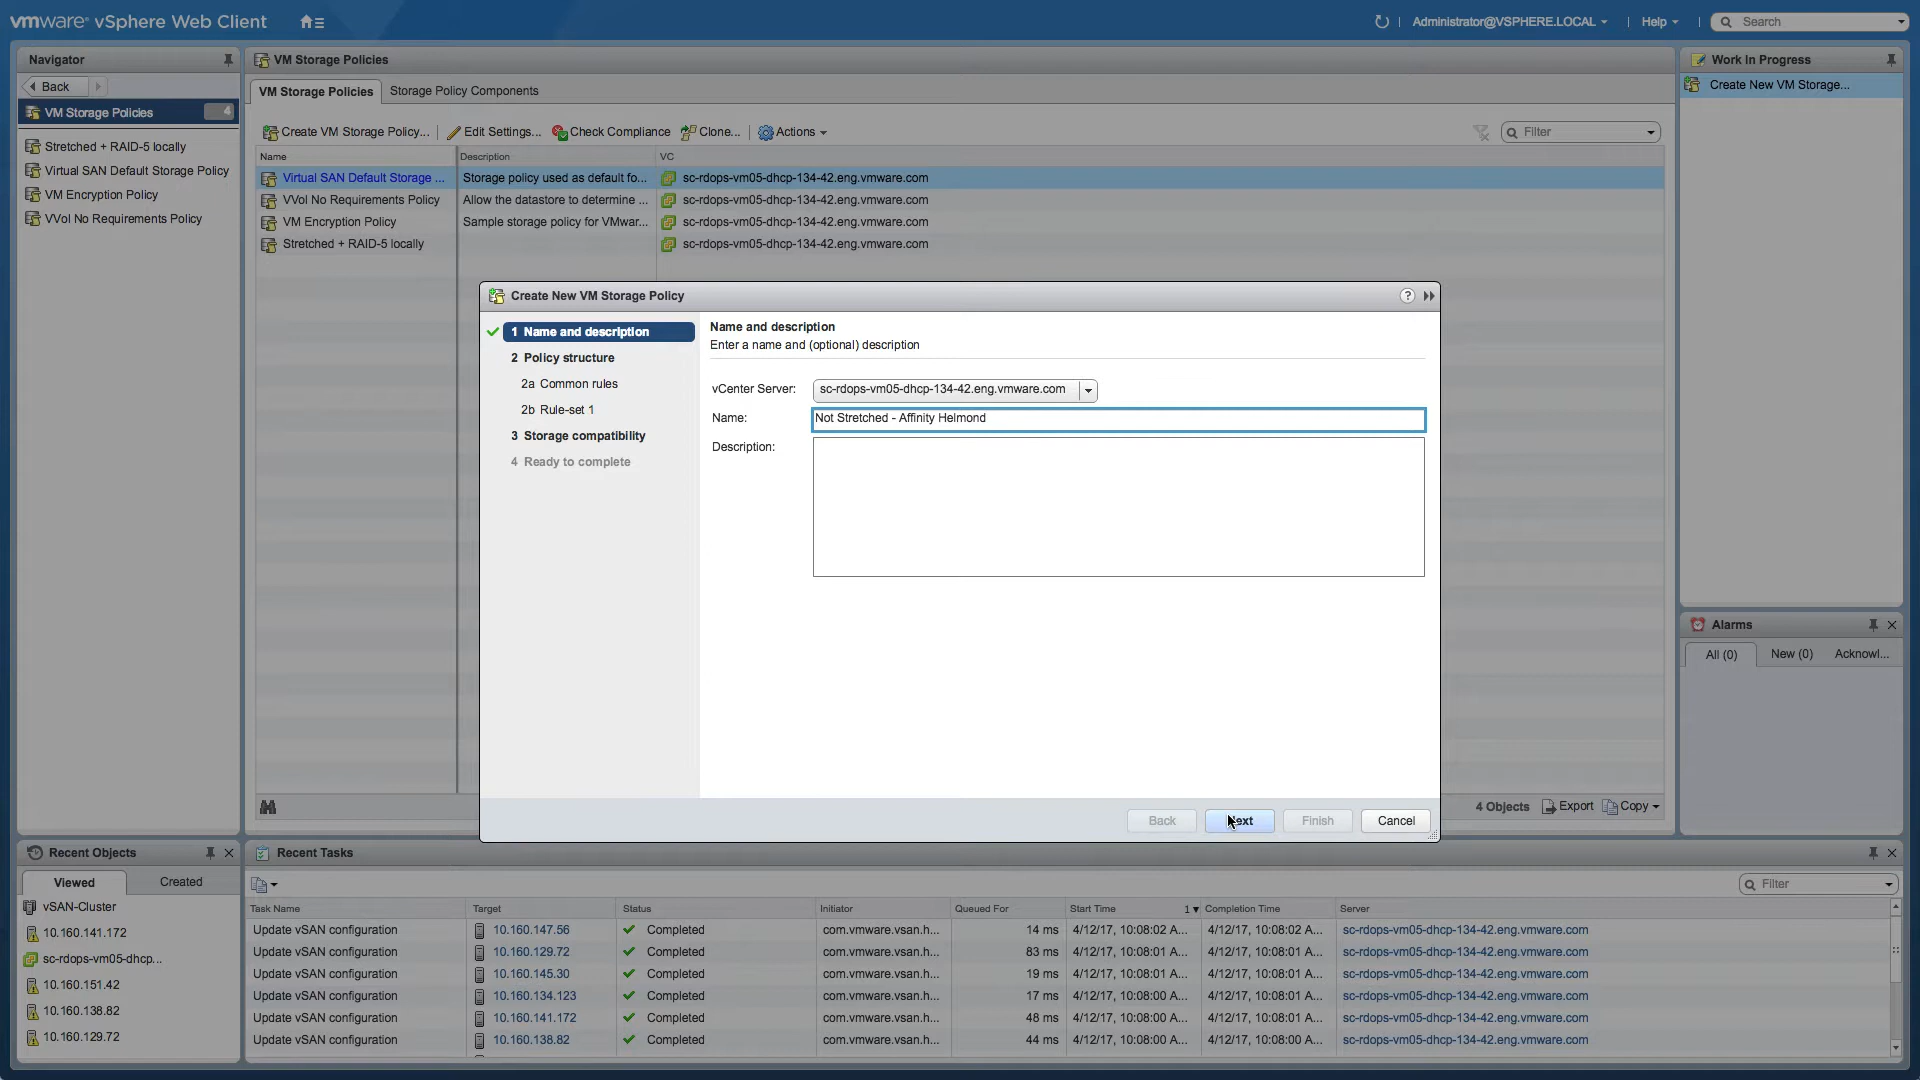 vmware® vSphere Web Client
Administrator@VSPHERE.LOCAL
Help
Search
Navigator
Back
VM Storage Policies
4
Stretched + RAID-5 locally
Virtual SAN Default Storage Policy
VM Encryption Policy
VVol No Requirements Policy
VM Storage Policies
VM Storage Policies
Storage Policy Components
Create VM Storage Policy...
Edit Settings...
Check Compliance
Clone...
Actions
Filter
Name
Description
VC
Virtual SAN Default Storage ...
Storage policy used as default fo...
sc-rdops-vm05-dhcp-134-42.eng.vmware.com
VVol No Requirements Policy
Allow the datastore to determine ...
sc-rdops-vm05-dhcp-134-42.eng.vmware.com
VM Encryption Policy
Sample storage policy for VMwar...
sc-rdops-vm05-dhcp-134-42.eng.vmware.com
Stretched + RAID-5 locally
sc-rdops-vm05-dhcp-134-42.eng.vmware.com
Create New VM Storage Policy
?
1 Name and description
2 Policy structure
2a Common rules
2b Rule-set 1
3 Storage compatibility
4 Ready to complete
Name and description
Enter a name and (optional) description
vCenter Server:
sc-rdops-vm05-dhcp-134-42.eng.vmware.com
Name:
Not Stretched - Affinity Helmond
Description:
Back
Next
Finish
Cancel
4 Objects
Export
Copy
Work In Progress
Create New VM Storage...
Alarms
All (0)
New (0)
Acknowl...
Recent Objects
Viewed
Created
vSAN-Cluster
10.160.141.172
sc-rdops-vm05-dhcp...
10.160.151.42
10.160.138.82
10.160.129.72
Recent Tasks
Filter
Task Name
Target
Status
Initiator
Queued For
Start Time
1
Completion Time
Server
Update vSAN configuration
10.160.147.56
Completed
com.vmware.vsan.h...
14 ms
4/12/17, 10:08:02 A...
4/12/17, 10:08:02 A...
sc-rdops-vm05-dhcp-134-42.eng.vmware.com
Update vSAN configuration
10.160.129.72
Completed
com.vmware.vsan.h...
83 ms
4/12/17, 10:08:01 A...
4/12/17, 10:08:01 A...
sc-rdops-vm05-dhcp-134-42.eng.vmware.com
Update vSAN configuration
10.160.145.30
Completed
com.vmware.vsan.h...
19 ms
4/12/17, 10:08:01 A...
4/12/17, 10:08:01 A...
sc-rdops-vm05-dhcp-134-42.eng.vmware.com
Update vSAN configuration
10.160.134.123
Completed
com.vmware.vsan.h...
17 ms
4/12/17, 10:08:00 A...
4/12/17, 10:08:01 A...
sc-rdops-vm05-dhcp-134-42.eng.vmware.com
Update vSAN configuration
10.160.141.172
Completed
com.vmware.vsan.h...
48 ms
4/12/17, 10:08:00 A...
4/12/17, 10:08:01 A...
sc-rdops-vm05-dhcp-134-42.eng.vmware.com
Update vSAN configuration
10.160.138.82
Completed
com.vmware.vsan.h...
44 ms
4/12/17, 10:08:00 A...
4/12/17, 10:08:00 A...
sc-rdops-vm05-dhcp-134-42.eng.vmware.com